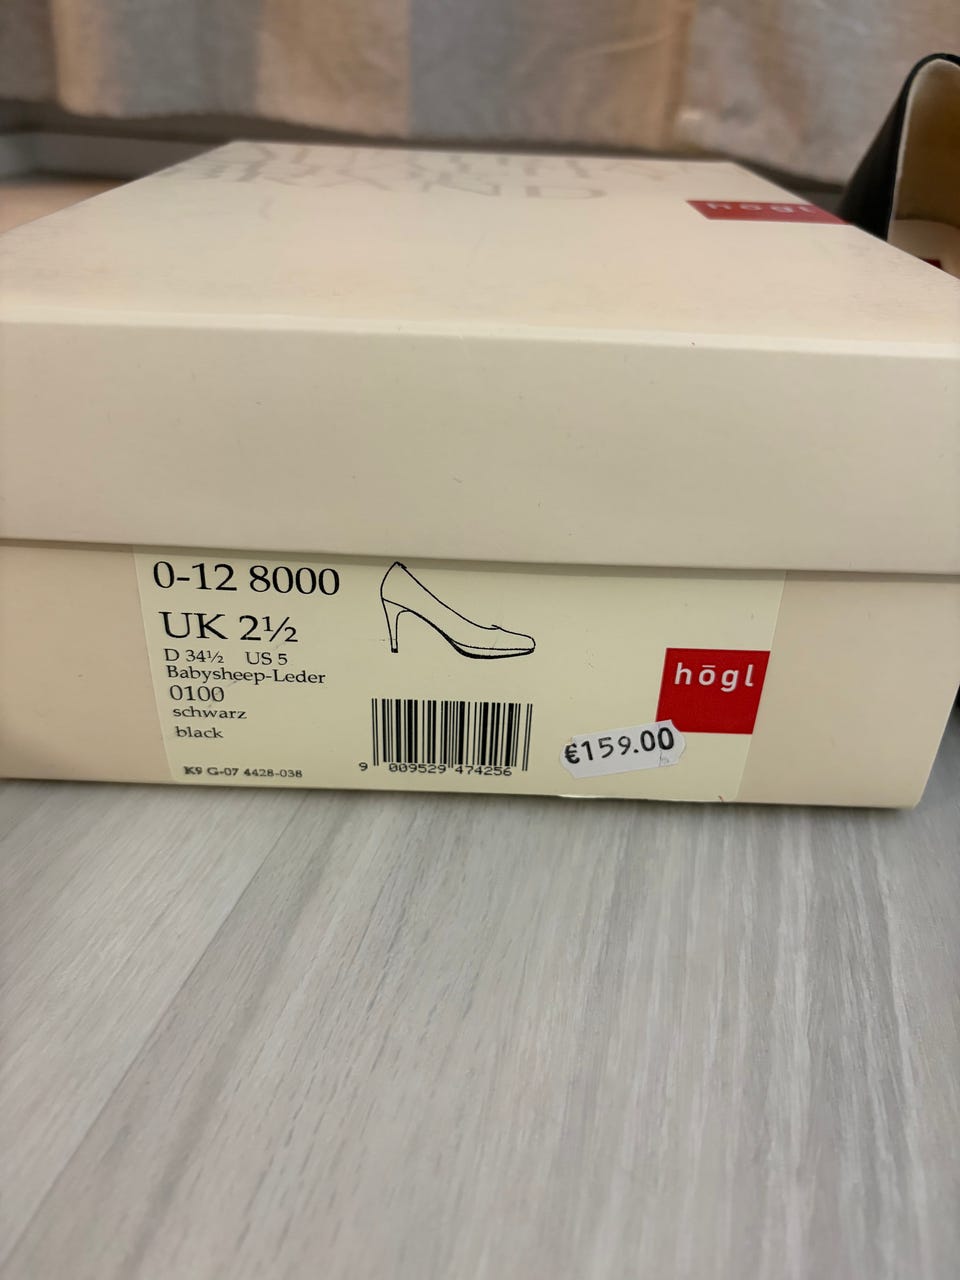 högl
0-12 8000
UK 2½
D 34½ US 5
Babysheep-Leder
0100
schwarz
black
K9 G-07 4428-038
9 009529 474256
högl
€159.00